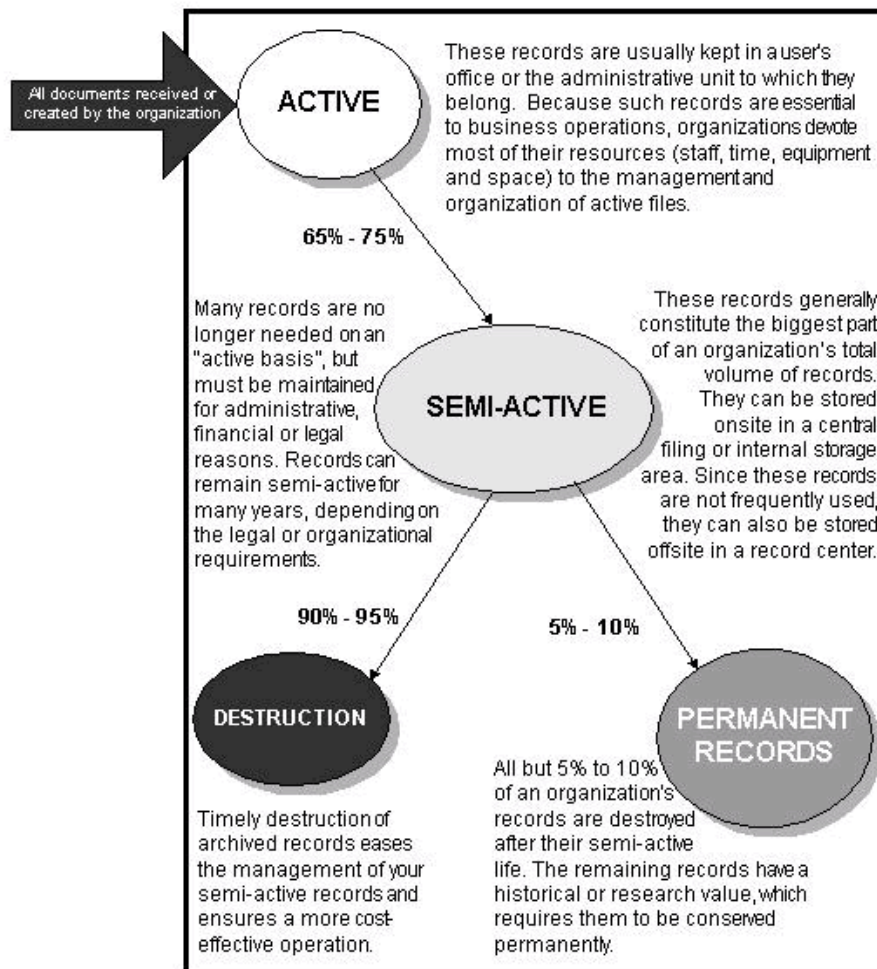 All documents received or
created by the organization
ACTIVE
These records are usually kept in a user's
office or the administrative unit to which they
belong. Because such records are essential
to business operations, organizations devote
most of their resources (staff, time, equipment
and space) to the management and
organization of active files.
65% - 75%
Many records are no
longer needed on an
"active basis", but
must be maintained
for administrative,
financial or legal
reasons. Records can
remain semi-active for
many years, depending on
the legal or organizational
requirements.
SEMI-ACTIVE
These records generally
constitute the biggest part
of an organization's total
volume of records.
They can be stored
onsite in a central
filing or internal storage
area. Since these records
are not frequently used,
they can also be stored
offsite in a record center.
90% - 95%
5% - 10%
DESTRUCTION
PERMANENT
RECORDS
Timely destruction of
archived records eases
the management of your
semi-active records and
ensures a more cost-
effective operation.
All but 5% to 10%
of an organization's
records are destroyed
after their semi-active
life. The remaining records have a
historical or research value, which
requires them to be conserved
permanently.